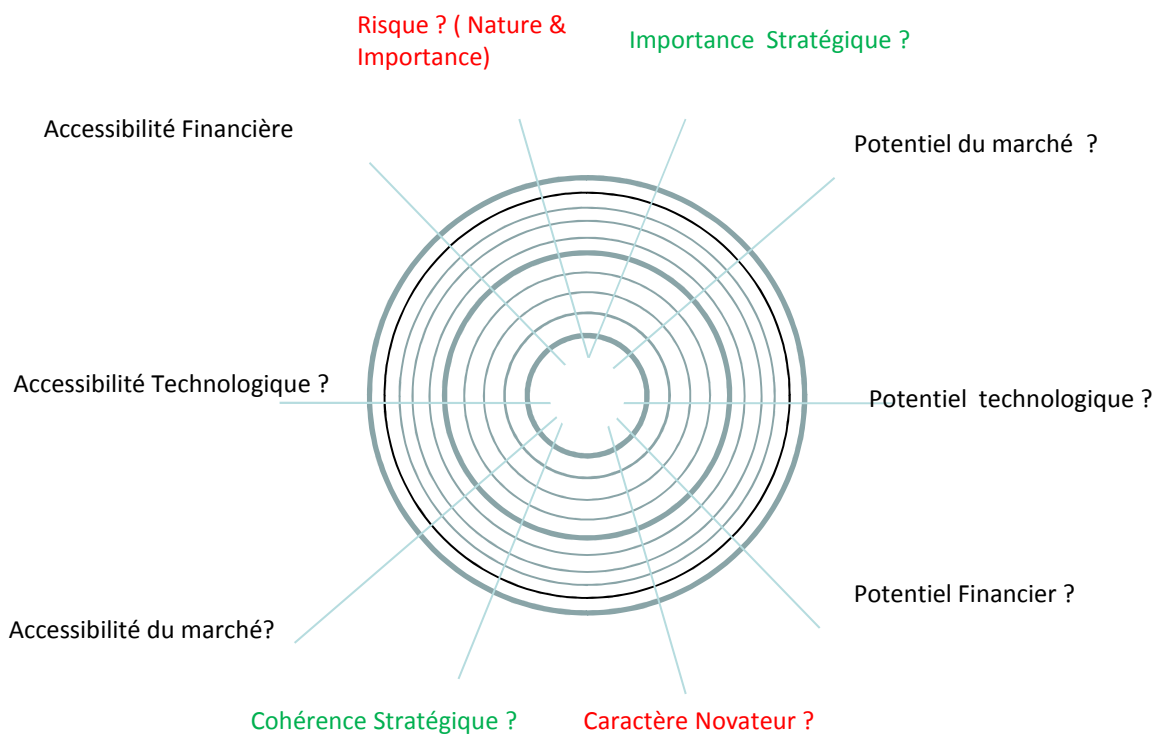 Risque ? ( Nature &
Importance)
Importance  Stratégique ?
Accessibilité Financière
Potentiel du marché  ?
Accessibilité Technologique ?
Potentiel  technologique ?
Potentiel Financier ?
Accessibilité du marché?
Cohérence Stratégique ?
Caractère Novateur ?